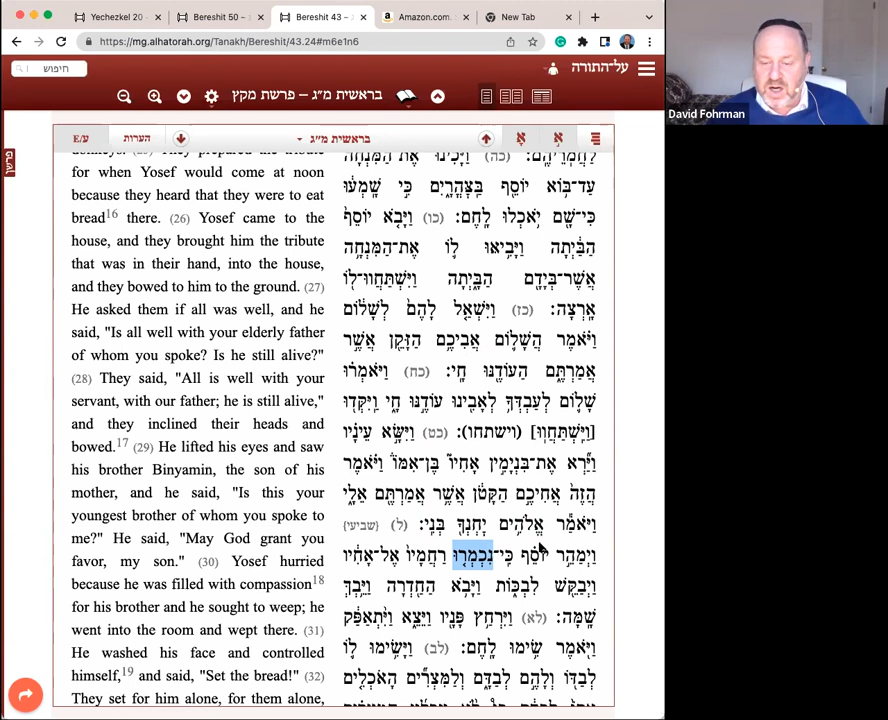 Yechezkel 20 –
Bereshit 50 –
Bereshit 43 –
Amazon.com.
New Tab
https://mg.alhatorah.org/Tanakh/Bereshit/43.24#m6e1n6
חיפוש
על־התורה
בראשית מ״ג – פרשת מקץ
David Fohrman
E/ע
הערות
בראשית מ״ג
אָ
אֽ
פרשן
for when Yosef would come at noon
because they heard that they were to eat
bread16 there. (26) Yosef came to the
house, and they brought him the tribute
that was in their hand, into the house,
and they bowed to him to the ground. (27)
He asked them if all was well, and he
said, "Is all well with your elderly father
of whom you spoke? Is he still alive?"
(28) They said, "All is well with your
servant, with our father; he is still alive,"
and they inclined their heads and
bowed.17 (29) He lifted his eyes and saw
his brother Binyamin, the son of his
mother, and he said, "Is this your
youngest brother of whom you spoke to
me?" He said, "May God grant you
favor, my son." (30) Yosef hurried
because he was filled with compassion18
for his brother and he sought to weep; he
went into the room and wept there. (31)
He washed his face and controlled
himself,19 and said, "Set the bread!" (32)
They set for him alone, for them alone,
לַחֲמֹרֵיהֶֽם׃ (כה) וַיָּכִ֙ינוּ֙ אֶת־הַמִּנְחָ֔ה
עַד־בּ֥וֹא יוֹסֵ֖ף בַּֽצׇּהֳרָ֑יִם כִּ֣י שָֽׁמְע֔וּ
כִּי־שָׁ֖ם יֹ֥אכְלוּ לָֽחֶם׃ (כו) וַיָּבֹ֤א יוֹסֵף֙
הַבַּ֔יְתָה וַיָּבִ֥יאּוּ ל֛וֹ אֶת־הַמִּנְחָ֥ה
אֲשֶׁר־בְּיָדָ֖ם הַבָּ֑יְתָה וַיִּשְׁתַּחֲווּ־ל֖וֹ
אָֽרְצָה׃ (כז) וַיִּשְׁאַ֤ל לָהֶם֙ לְשָׁל֔וֹם
וַיֹּ֗אמֶר הֲשָׁל֛וֹם אֲבִיכֶ֥ם הַזָּקֵ֖ן אֲשֶׁ֣ר
אֲמַרְתֶּ֑ם הַעוֹדֶ֖נּוּ חָֽי׃ (כח) וַיֹּאמְר֗וּ
שָׁל֛וֹם לְעַבְדְּךָ֥ לְאָבִ֖ינוּ עוֹדֶ֣נּוּ חָ֑י וַֽיִּקְּד֖וּ
[וַיִּֽשְׁתַּחֲוֽוּ] (וישתחו)׃ (כט) וַיִּשָּׂ֣א עֵינָ֗יו
וַיַּ֞רְא אֶת־בִּנְיָמִ֣ין אָחִיו֮ בֶּן־אִמּוֹ֒ וַיֹּ֗אמֶר
הֲזֶה֙ אֲחִיכֶ֣ם הַקָּטֹ֔ן אֲשֶׁ֥ר אֲמַרְתֶּ֖ם אֵלָ֑י
וַיֹּאמַ֕ר אֱלֹהִ֥ים יׇחְנְךָ֖ בְּנִֽי׃ (ל) {שביעי}
וַיְמַהֵ֣ר יוֹסֵ֗ף כִּֽי־נִכְמְר֤וּ רַחֲמָיו֙ אֶל־אָחִ֔יו
וַיְבַקֵּ֖שׁ לִבְכּ֑וֹת וַיָּבֹ֥א הַחַ֖דְרָה וַיֵּ֥בְךְּ
שָֽׁמָּה׃ (לא) וַיִּרְחַ֥ץ פָּנָ֖יו וַיֵּצֵ֑א וַיִּ֨תְאַפַּ֔ק
וַיֹּ֖אמֶר שִׂ֥ימוּ לָֽחֶם׃ (לב) וַיָּשִׂ֥ימוּ ל֛וֹ
לְבַדּ֖וֹ וְלָהֶ֣ם לְבַדָּ֑ם וְלַמִּצְרִ֞ים הָאֹכְלִ֤ים